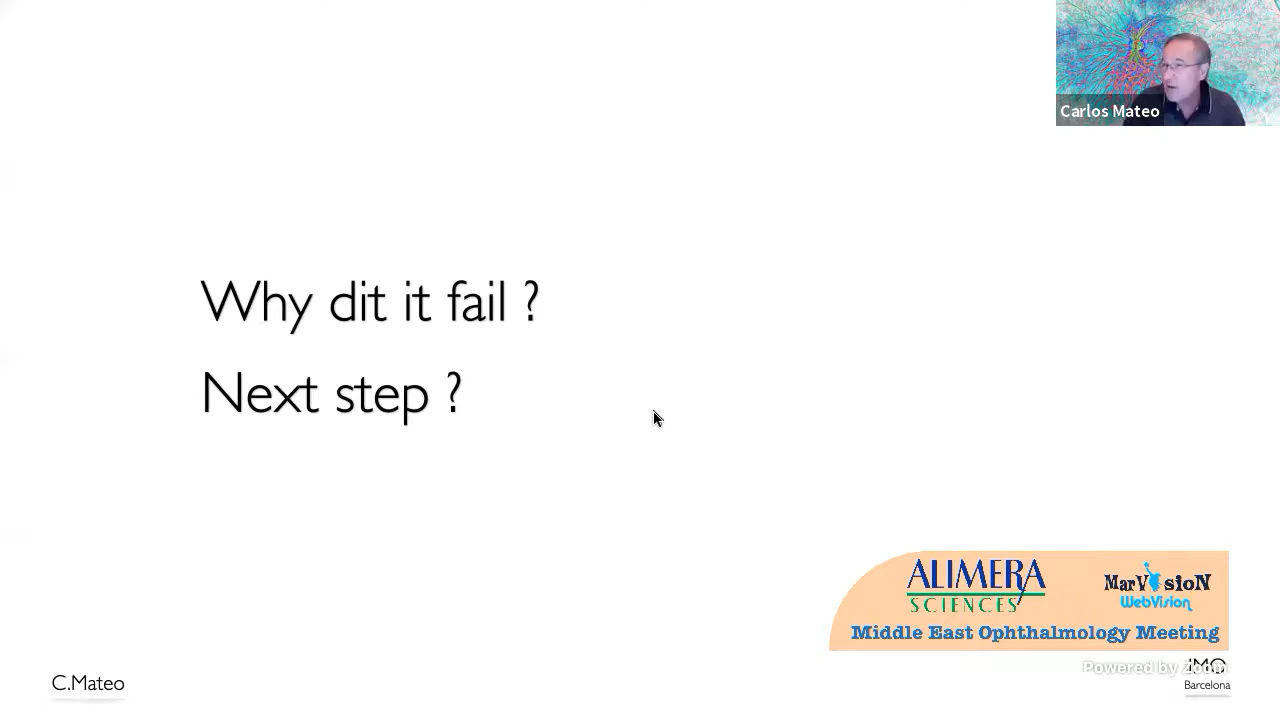 Carlos Mateo
Why dit it fail ?
Next step ?
ALIMERA
SCIENCES
MarVisioN
WebVision
Middle East Ophthalmology Meeting
Powered by Zoom
IMO
Barcelona
C.Mateo